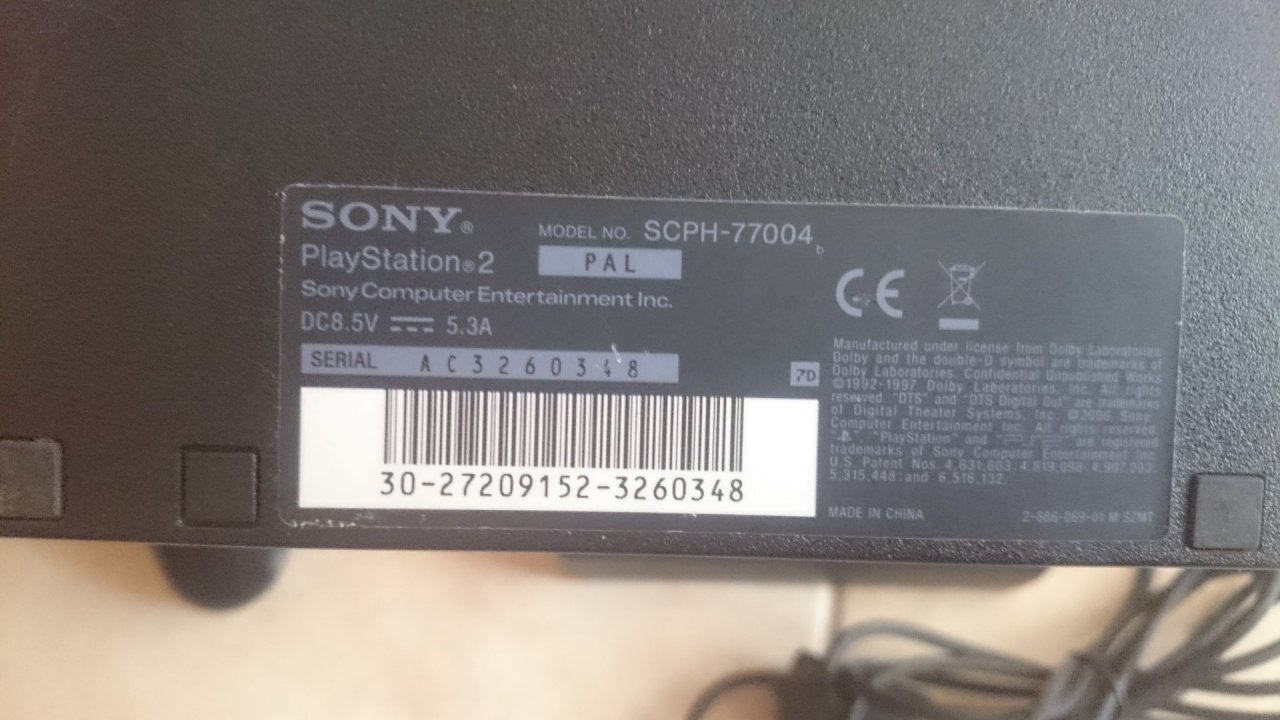 SONY®
MODEL NO. SCPH-77004 b
PlayStation®2
PAL
Sony Computer Entertainment Inc.
DC8.5V 5.3A
SERIAL AC3260348
7D
30-27209152-3260348
CE
Manufactured under license from Dolby Laboratories.
Dolby and the double-D symbol are trademarks of
Dolby Laboratories. Confidential Unpublished Works
©1992-1997 Dolby Laboratories, Inc. All rights
reserved. "DTS" and "DTS Digital Out" are trademarks
of Digital Theater Systems, Inc. ©2006 Sony
Computer Entertainment Inc. All rights reserved.
"PlayStation" and are registered
trademarks of Sony Computer Entertainment Inc.
U.S. Patent Nos. 4,631,603, 4,819,098, 4,907,093,
5,315,448 and 6,516,132.
MADE IN CHINA
2-886-069-01 M SZMT